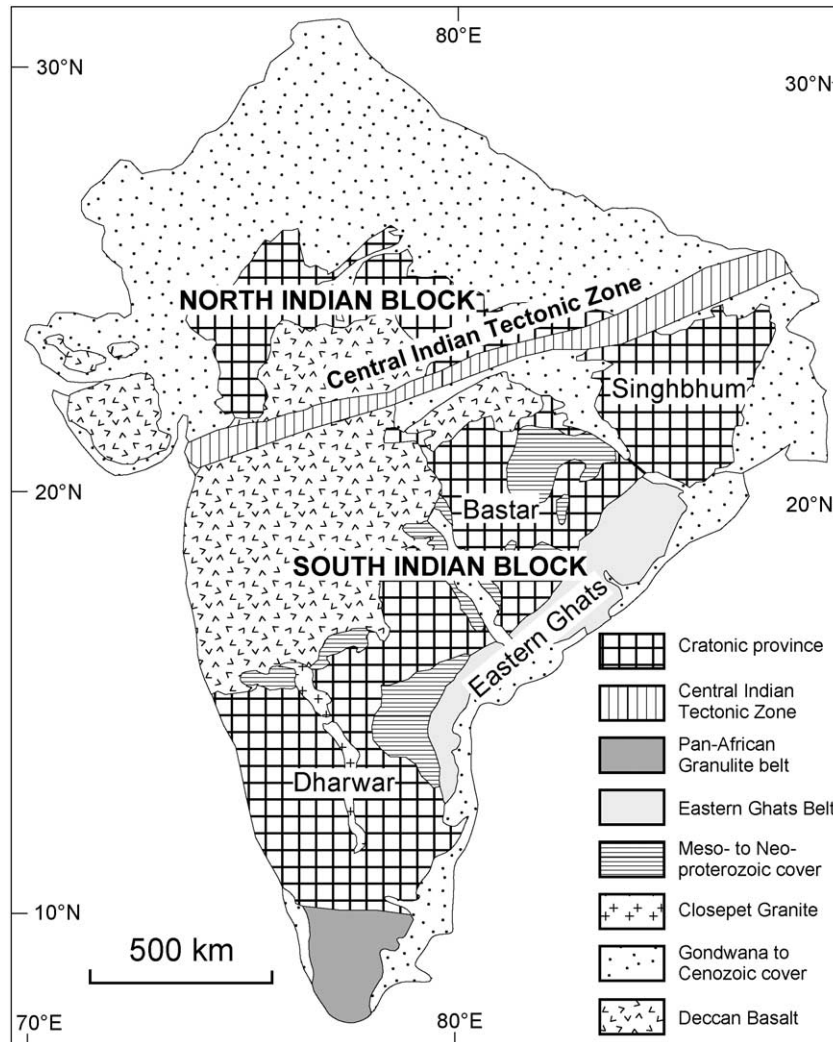 80°E
30°N
30°N
NORTH INDIAN BLOCK
Central Indian Tectonic Zone
Singhbhum
20°N
20°N
Bastar
SOUTH INDIAN BLOCK
Eastern Ghats
Dharwar
10°N
500 km
70°E
80°E
Cratonic province
Central Indian
Tectonic Zone
Pan-African
Granulite belt
Eastern Ghats Belt
Meso- to Neo-
proterozoic cover
Closepet Granite
Gondwana to
Cenozoic cover
Deccan Basalt